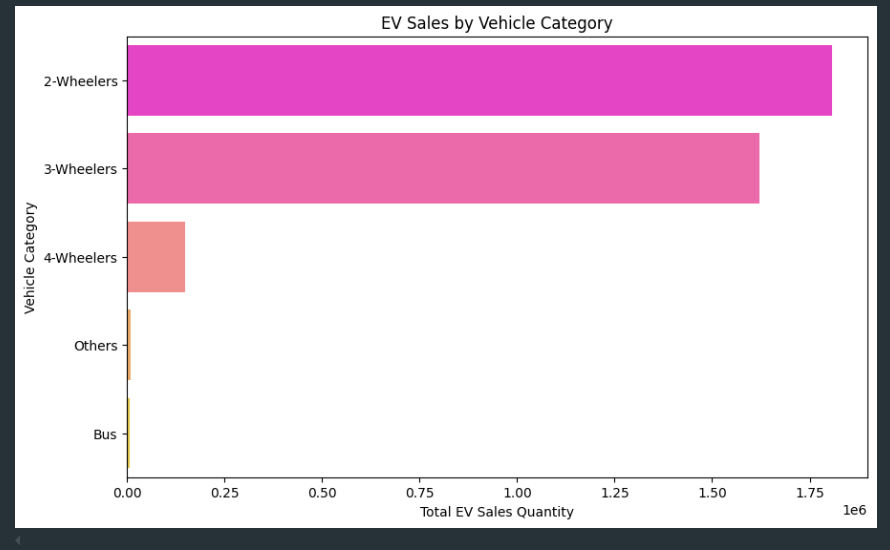 EV Sales by Vehicle Category
Vehicle Category
2-Wheelers
3-Wheelers
4-Wheelers
Others
Bus
0.00 0.25 0.50 0.75 1.00 1.25 1.50 1.75
1e6
Total EV Sales Quantity